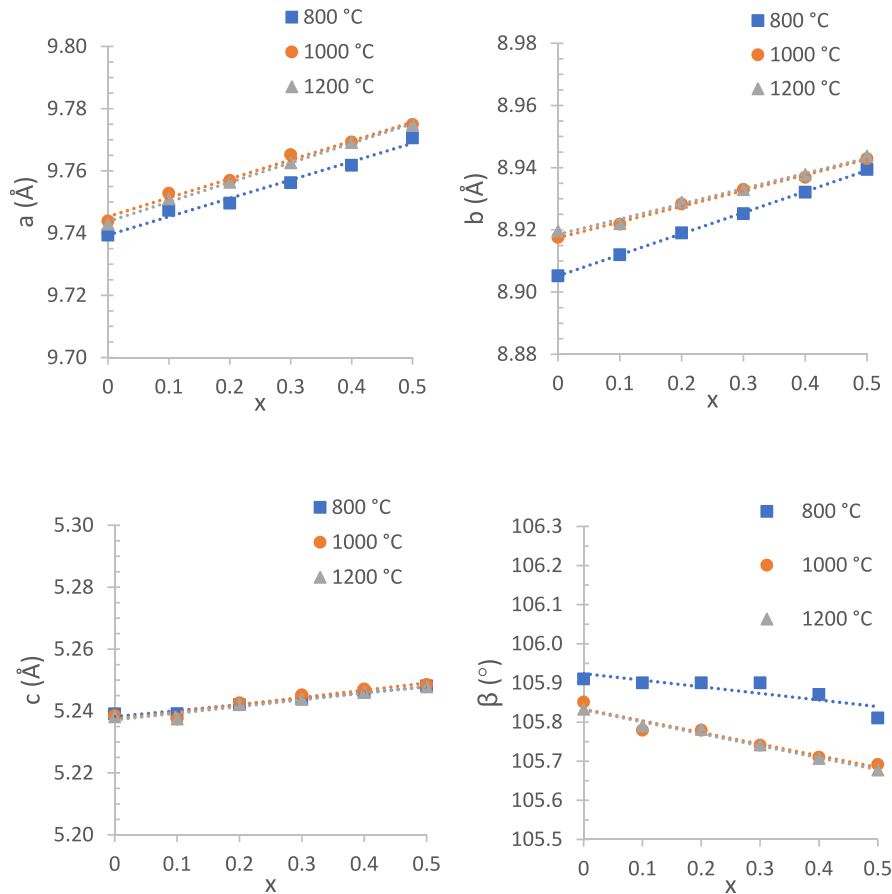 800 °C
1000 °C
1200 °C
9.80
9.78
9.76
9.74
9.72
9.70
a (Å)
0 0.1 0.2 0.3 0.4 0.5
x
800 °C
1000 °C
1200 °C
8.98
8.96
8.94
8.92
8.90
8.88
b (Å)
0 0.1 0.2 0.3 0.4 0.5
x
800 °C
1000 °C
1200 °C
5.30
5.28
5.26
5.24
5.22
5.20
c (Å)
0 0.1 0.2 0.3 0.4 0.5
x
800 °C
1000 °C
1200 °C
106.3
106.2
106.1
106.0
105.9
105.8
105.7
105.6
105.5
β (°)
0 0.1 0.2 0.3 0.4 0.5
x